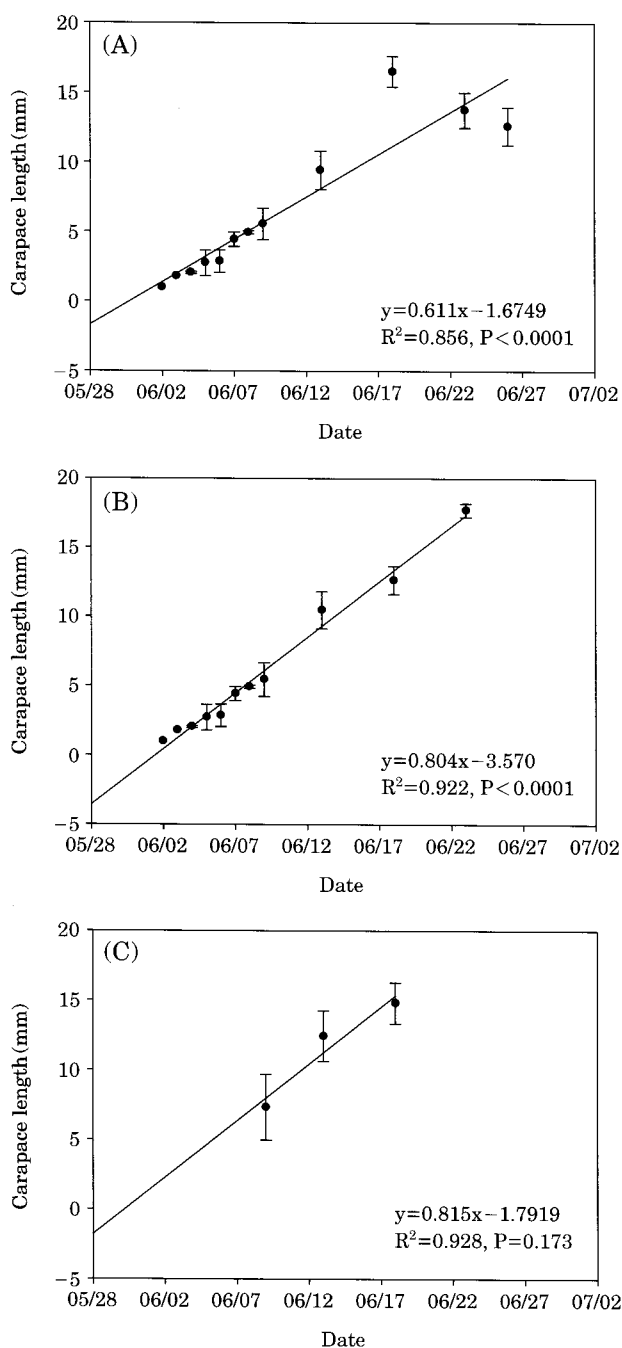 (A)
20
15
10
5
0
−5
Carapace length(mm)
y=0.611x−1.6749
R²=0.856, P<0.0001
05/28 06/02 06/07 06/12 06/17 06/22 06/27 07/02
Date
(B)
20
15
10
5
0
−5
Carapace length(mm)
y=0.804x−3.570
R²=0.922, P<0.0001
05/28 06/02 06/07 06/12 06/17 06/22 06/27 07/02
Date
(C)
20
15
10
5
0
−5
Carapace length(mm)
y=0.815x−1.7919
R²=0.928, P=0.173
05/28 06/02 06/07 06/12 06/17 06/22 06/27 07/02
Date